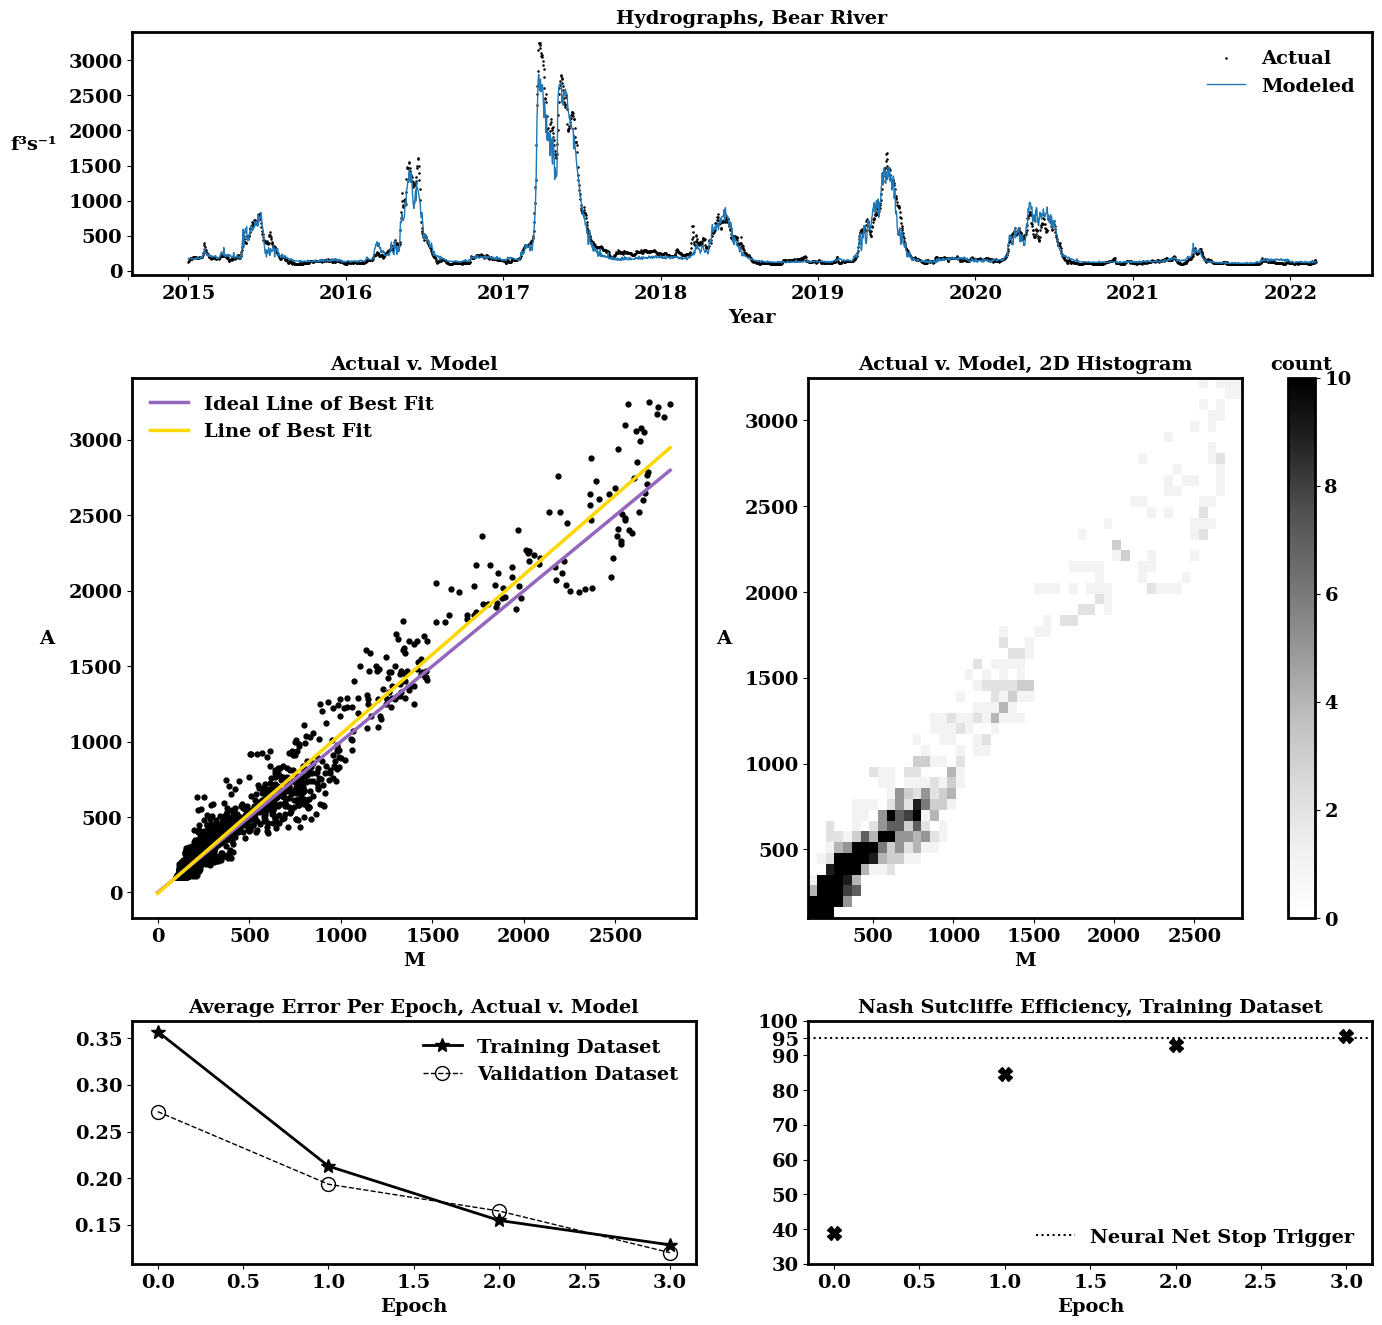 Hydrographs, Bear River
3000
2500
2000
1500
1000
500
0
f³s⁻¹
Actual
Modeled
2015 2016 2017 2018 2019 2020 2021 2022
Year
Actual v. Model
Ideal Line of Best Fit
Line of Best Fit
3000
2500
2000
1500
1000
500
0
A
0 500 1000 1500 2000 2500
M
Actual v. Model, 2D Histogram
3000
2500
2000
1500
1000
500
A
500 1000 1500 2000 2500
M
count
10
8
6
4
2
0
Average Error Per Epoch, Actual v. Model
0.35
0.30
0.25
0.20
0.15
Training Dataset
Validation Dataset
0.0 0.5 1.0 1.5 2.0 2.5 3.0
Epoch
Nash Sutcliffe Efficiency, Training Dataset
100
95
90
80
70
60
50
40
30
Neural Net Stop Trigger
0.0 0.5 1.0 1.5 2.0 2.5 3.0
Epoch